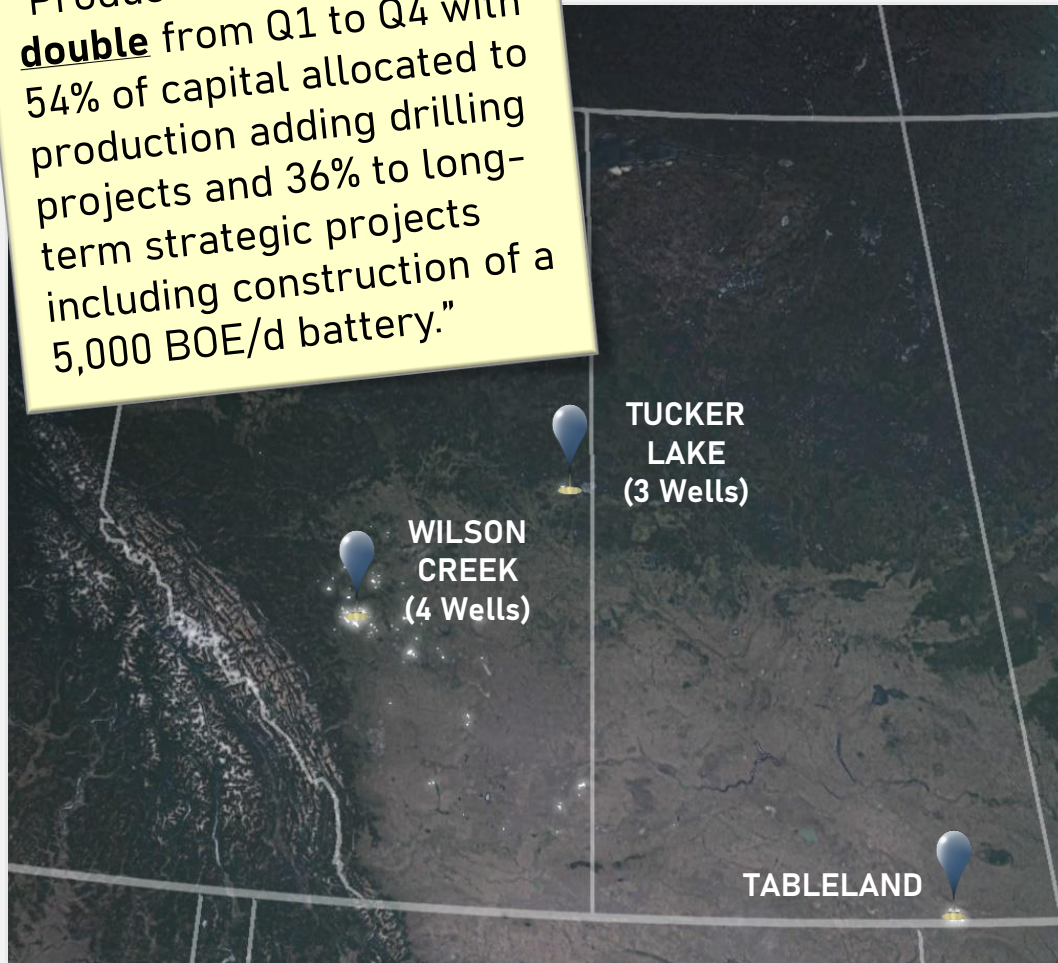 double from Q1 to Q4 with
54% of capital allocated to
production adding drilling
projects and 36% to long-
term strategic projects
including construction of a
5,000 BOE/d battery."
TUCKER
LAKE
(3 Wells)
WILSON
CREEK
(4 Wells)
TABLELAND